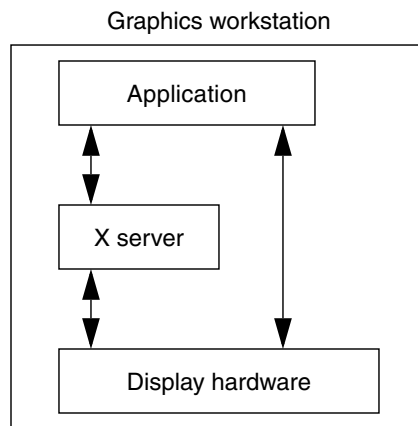 Graphics workstation
Application
X server
Display hardware